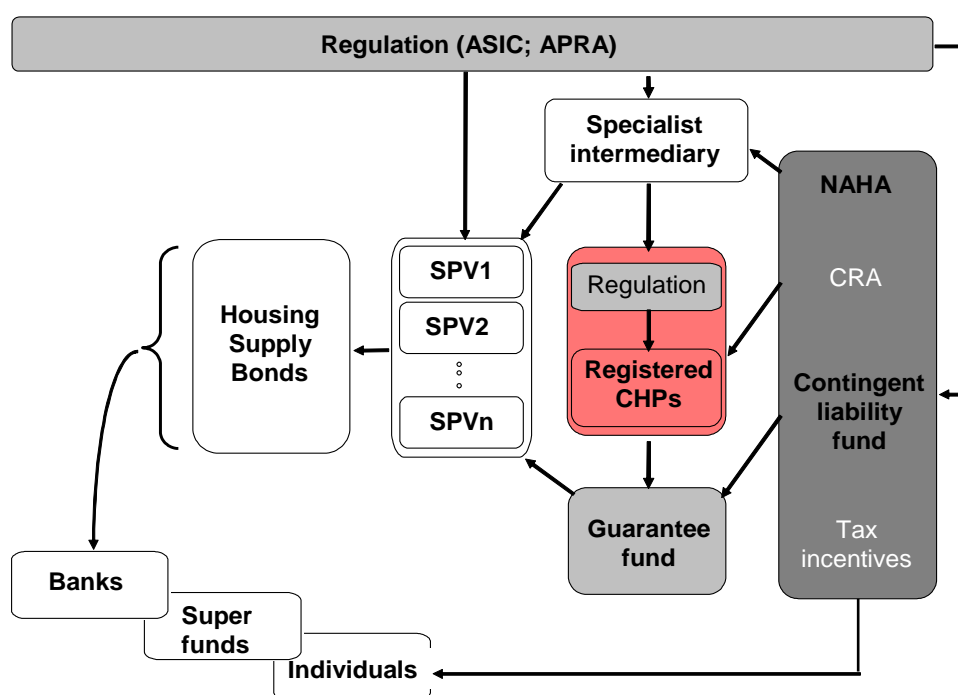 Regulation (ASIC; APRA)
Specialist
intermediary
NAHA
CRA
Contingent
liability
fund
Tax
incentives
SPV1
SPV2
SPVn
Regulation
Registered
CHPs
Housing
Supply
Bonds
Guarantee
fund
Banks
Super
funds
Individuals